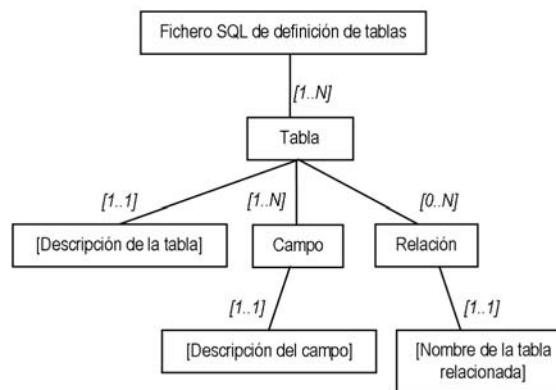 Fichero SQL de definición de tablas
[1..N]
Tabla
[1..1]
[1..N]
[0..N]
[Descripción de la tabla]
Campo
Relación
[1..1]
[1..1]
[Descripción del campo]
[Nombre de la tabla
relacionada]